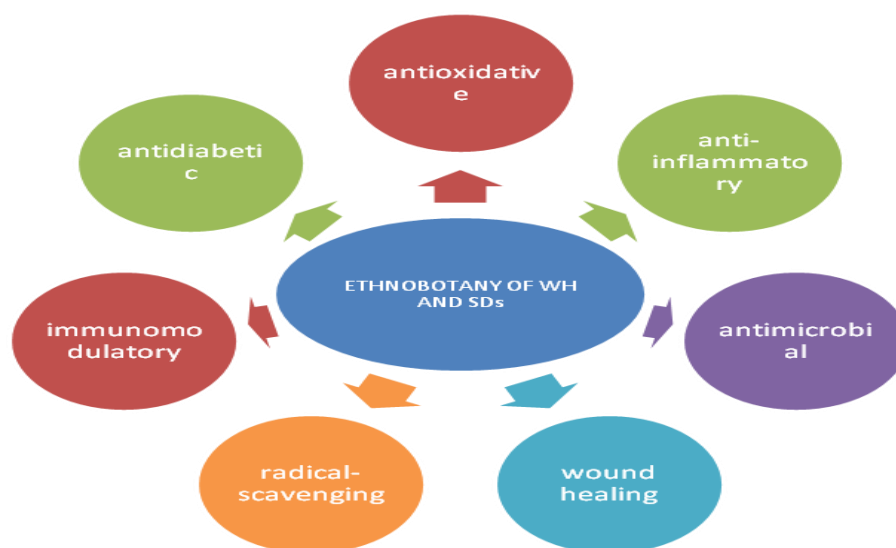 antioxidativ
e
anti-
inflammato
ry
antimicrobi
al
wound
healing
radical-
scavenging
immunomo
dulatory
antidiabeti
c
ETHNOBOTANY OF WH
AND SDs